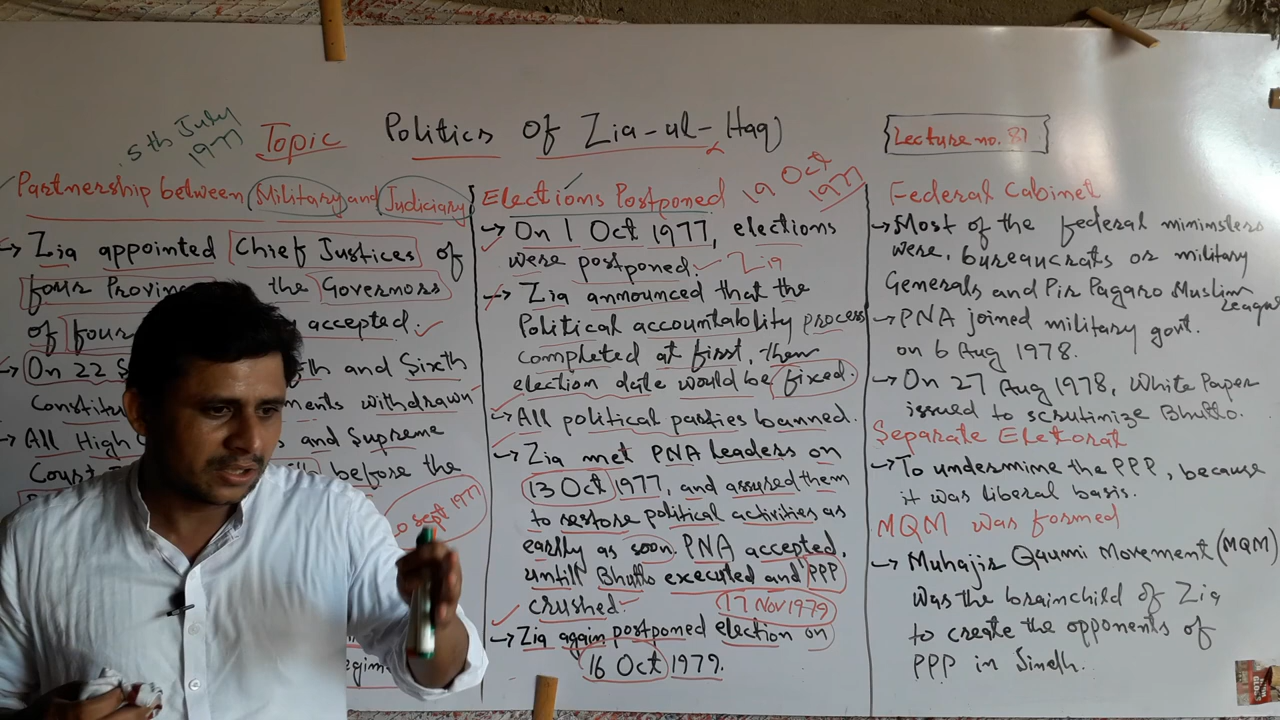 5th July
1977
Topic Politics of Zia-ul-Haq
Lecture no. 81
Partnership between Military and Judiciary
→ Zia appointed Chief Justices of
four Provin the Governors
of four accepted.
→ On 22 S th and Sixth
Constitu ments withdrawn
→ All High and Supreme
Court before the
sept 1977
egim
Elections Postponed 19 Oct
1977
→ On 1 Oct 1977, elections
were postponed. Zia
→ Zia announced that the
Political accountability process
completed at first, then
election date would be fixed.
→ All political parties banned.
→ Zia met PNA leaders on
13 Oct 1977, and assured them
to restore political activities as
early as soon. PNA accepted,
untill Bhutto executed and PPP
crushed. 17 Nov 1979
→ Zia again postponed election on
16 Oct 1979.
Federal Cabinet
→ Most of the federal miminsters
were, bureaucrats or military
Generals and Pir Pagaro Muslim
League
→ PNA joined military govt.
on 6 Aug 1978.
→ On 27 Aug 1978, White Paper
issued to scrutimize Bhutto.
Separate Electorat
→ To undermine the PPP, because
it was liberal basis.
MQM was formed
→ Muhajir Qaumi Movement (MQM)
was the brainchild of Zia
to create the opponents of
PPP in Sindh.